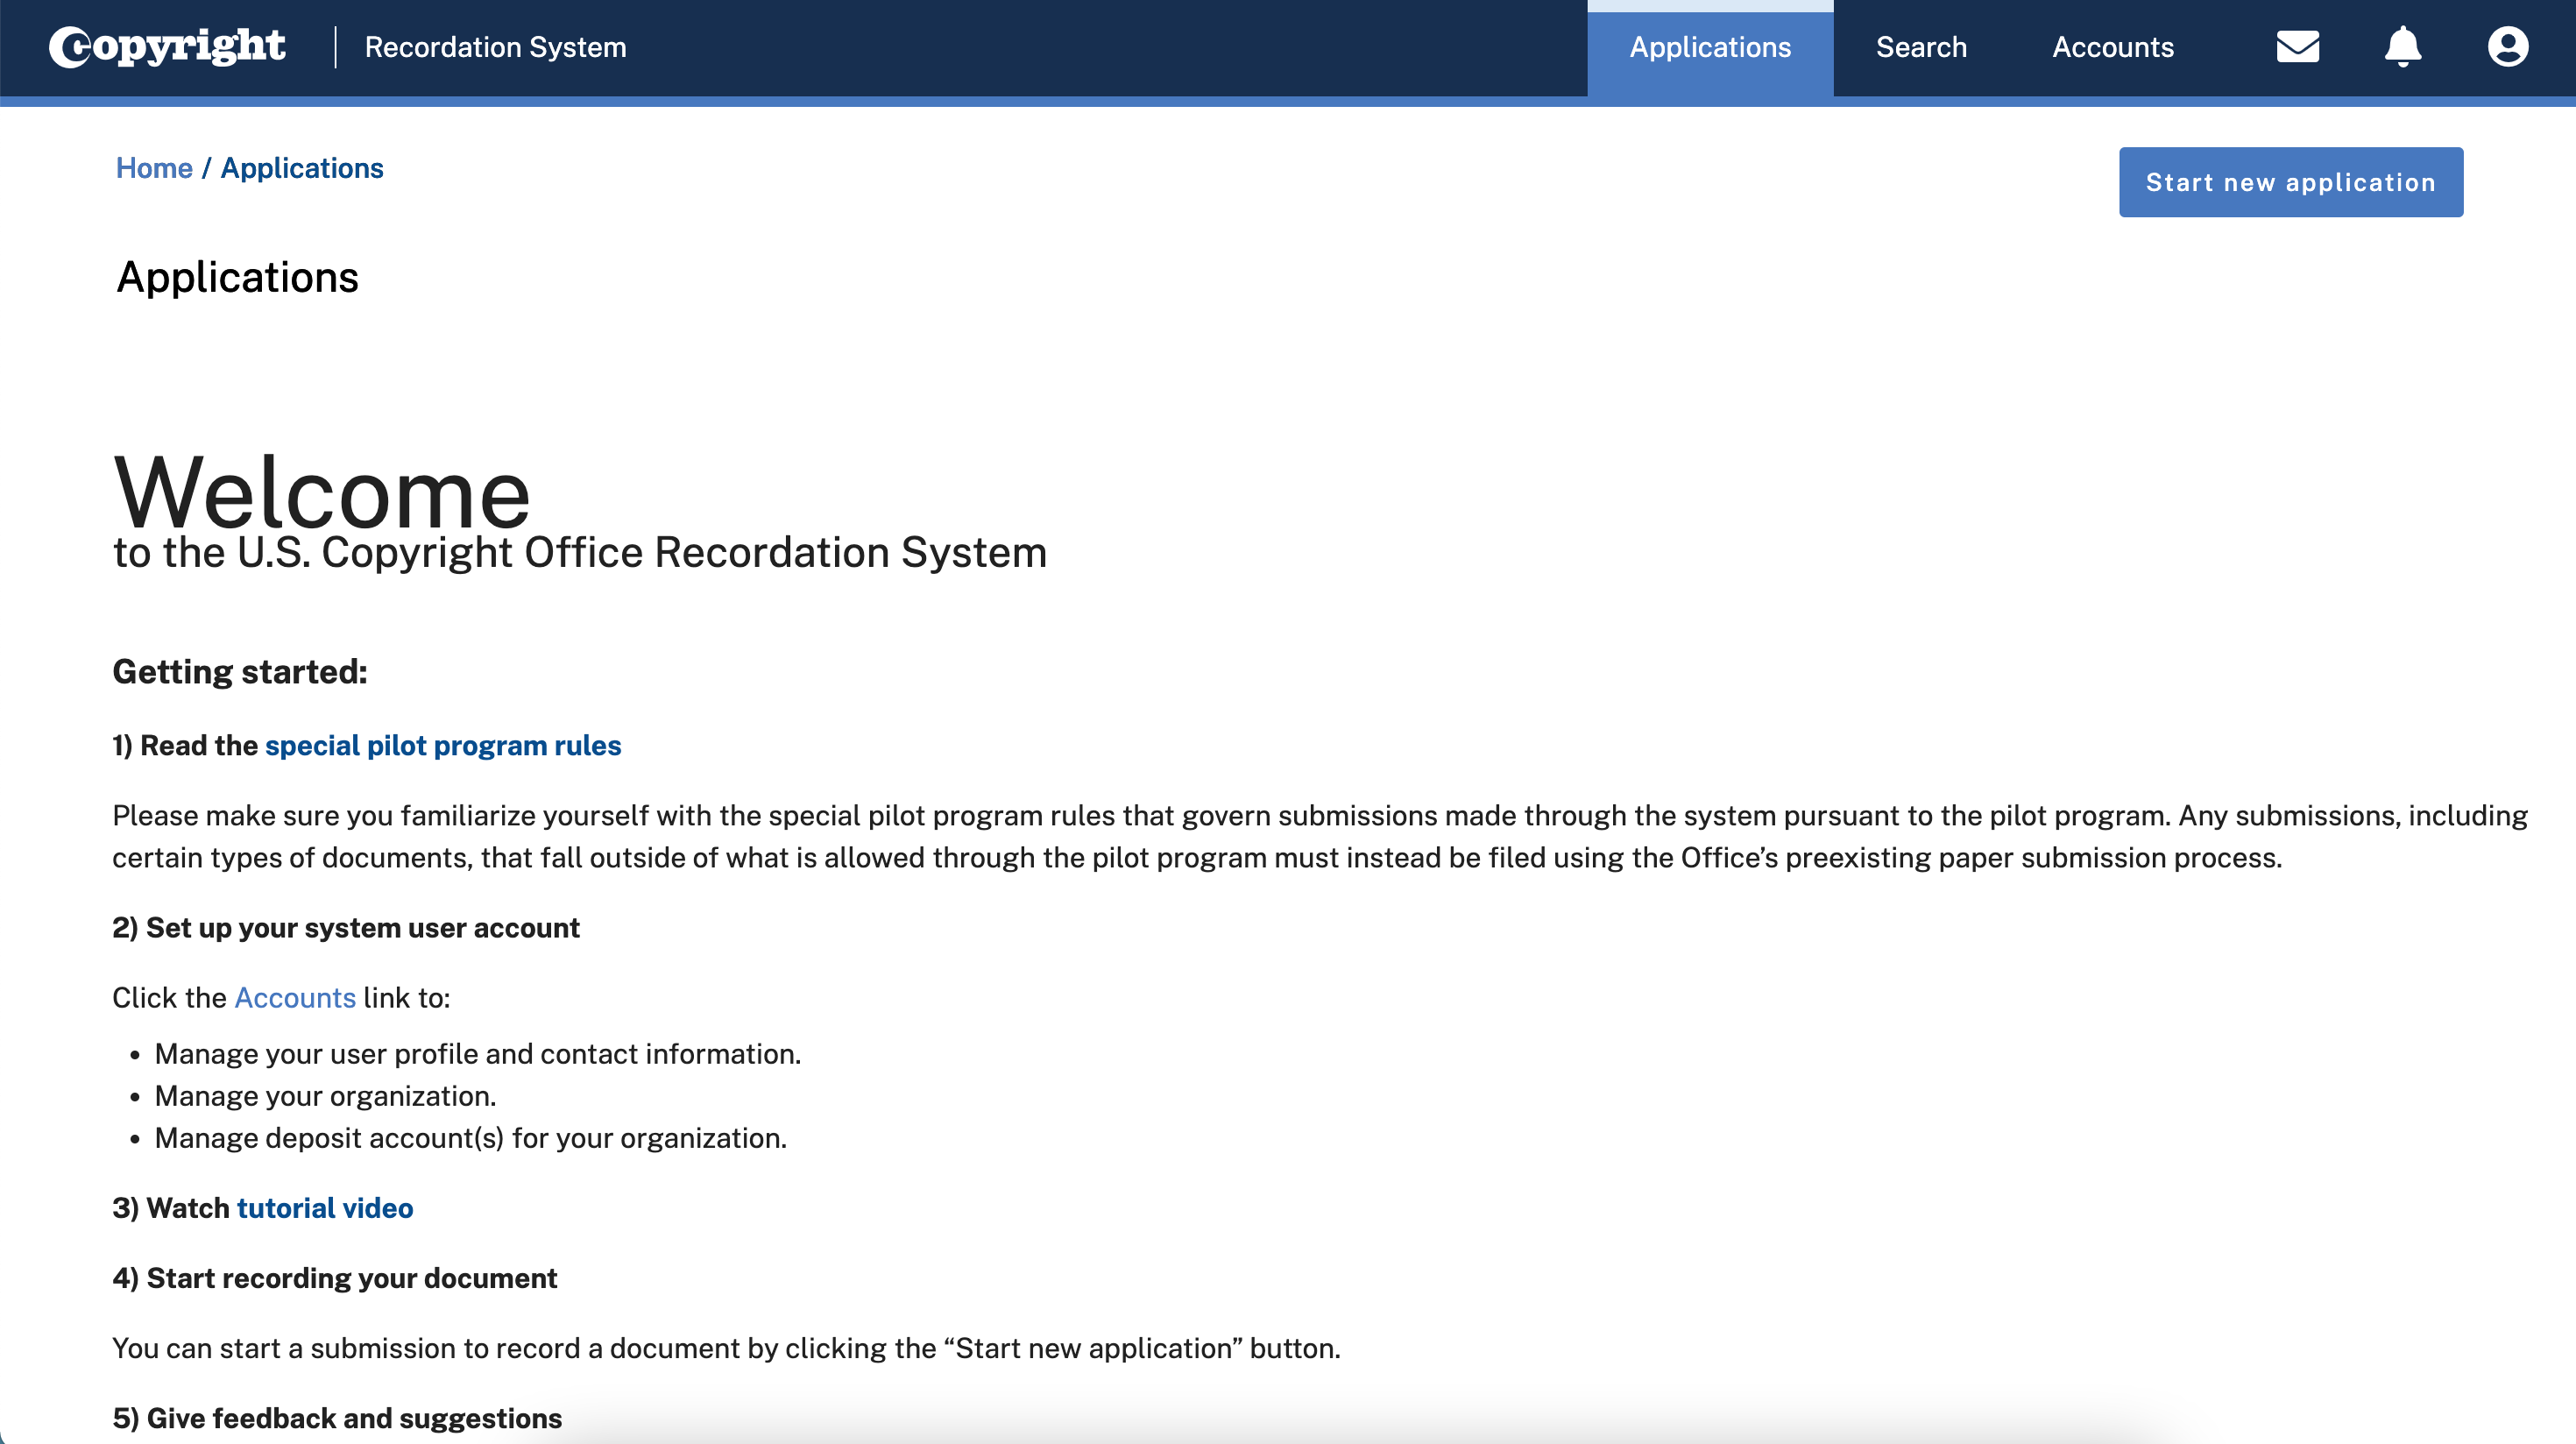 Copyright
Recordation System
Applications
Search
Accounts
Home / Applications
Start new application
Applications
Welcome
to the U.S. Copyright Office Recordation System
Getting started:
1) Read the special pilot program rules
Please make sure you familiarize yourself with the special pilot program rules that govern submissions made through the system pursuant to the pilot program. Any submissions, including
certain types of documents, that fall outside of what is allowed through the pilot program must instead be filed using the Office’s preexisting paper submission process.
2) Set up your system user account
Click the Accounts link to:
• Manage your user profile and contact information.
• Manage your organization.
• Manage deposit account(s) for your organization.
3) Watch tutorial video
4) Start recording your document
You can start a submission to record a document by clicking the “Start new application” button.
5) Give feedback and suggestions